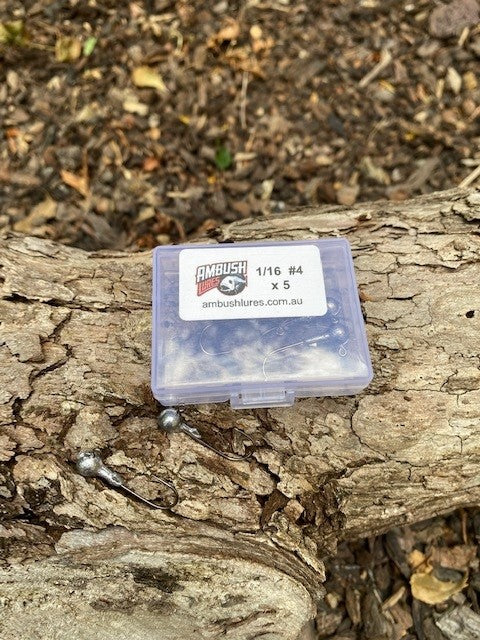 AMBUSH
LURES
1/16 #4
x 5
ambushlures.com.au